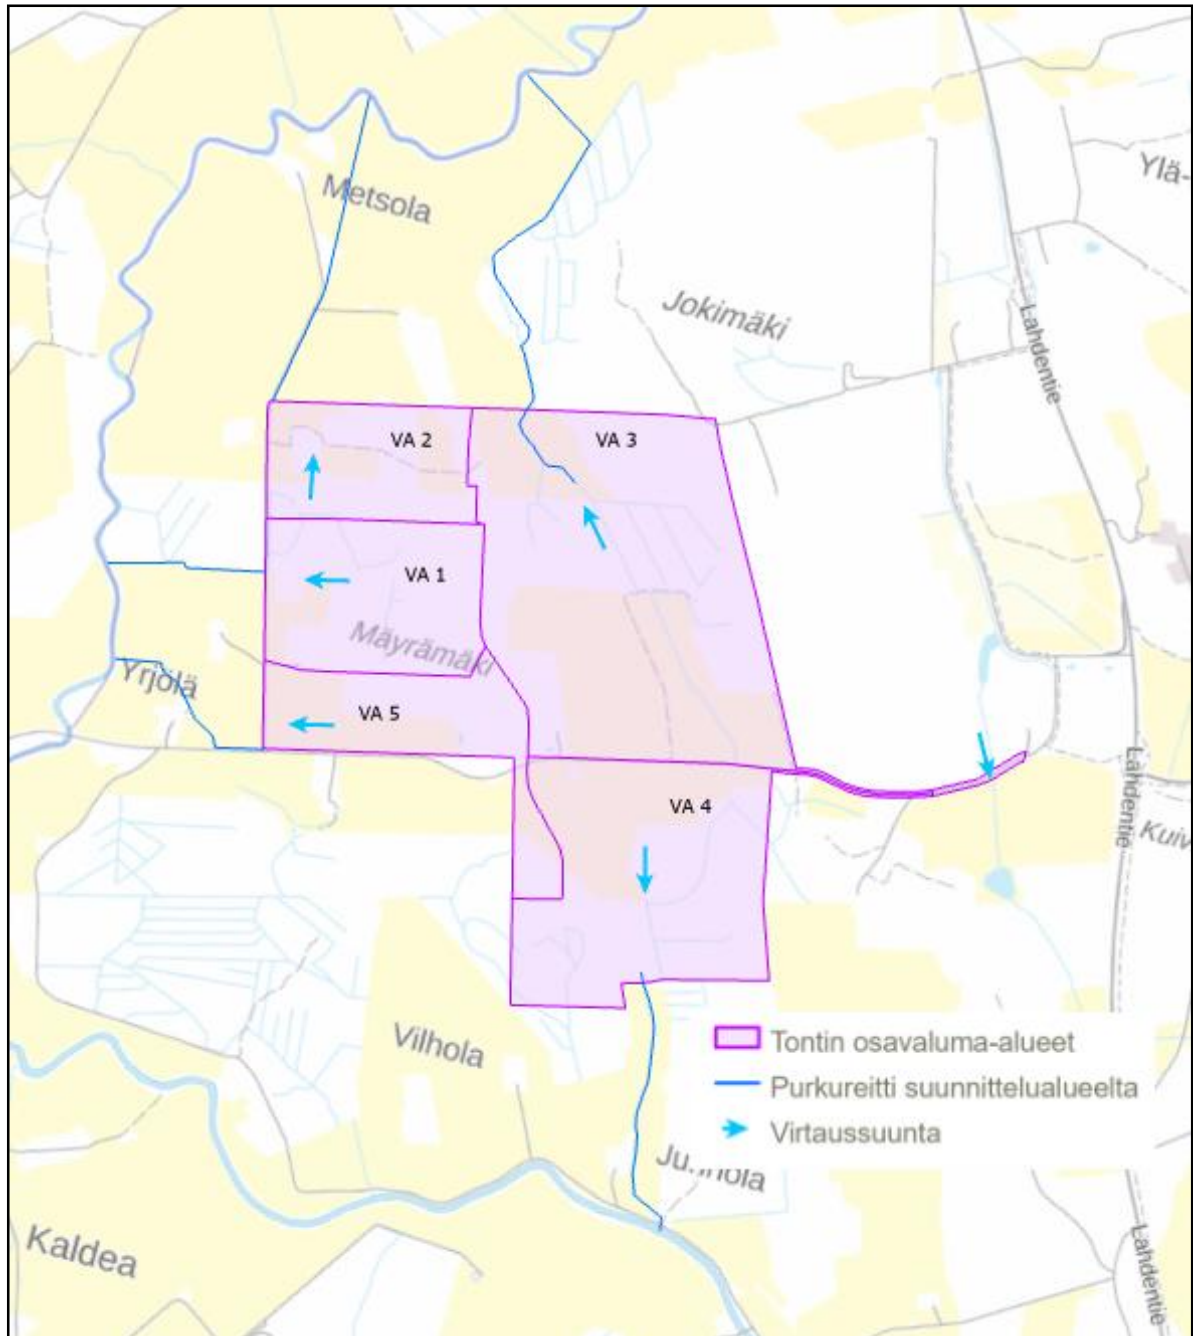 Ylä-
Metsola
Jokimäki
Lahdentie
VA 2
VA 3
VA 1
Mäyrämäki
Yrjölä
VA 5
Lahdentie
VA 4
Kuiv
Vilhola
Tontin osavaluma-alueet
Purkureitti suunnittelualueelta
Virtaussuunta
Kaldea
Lahdentie